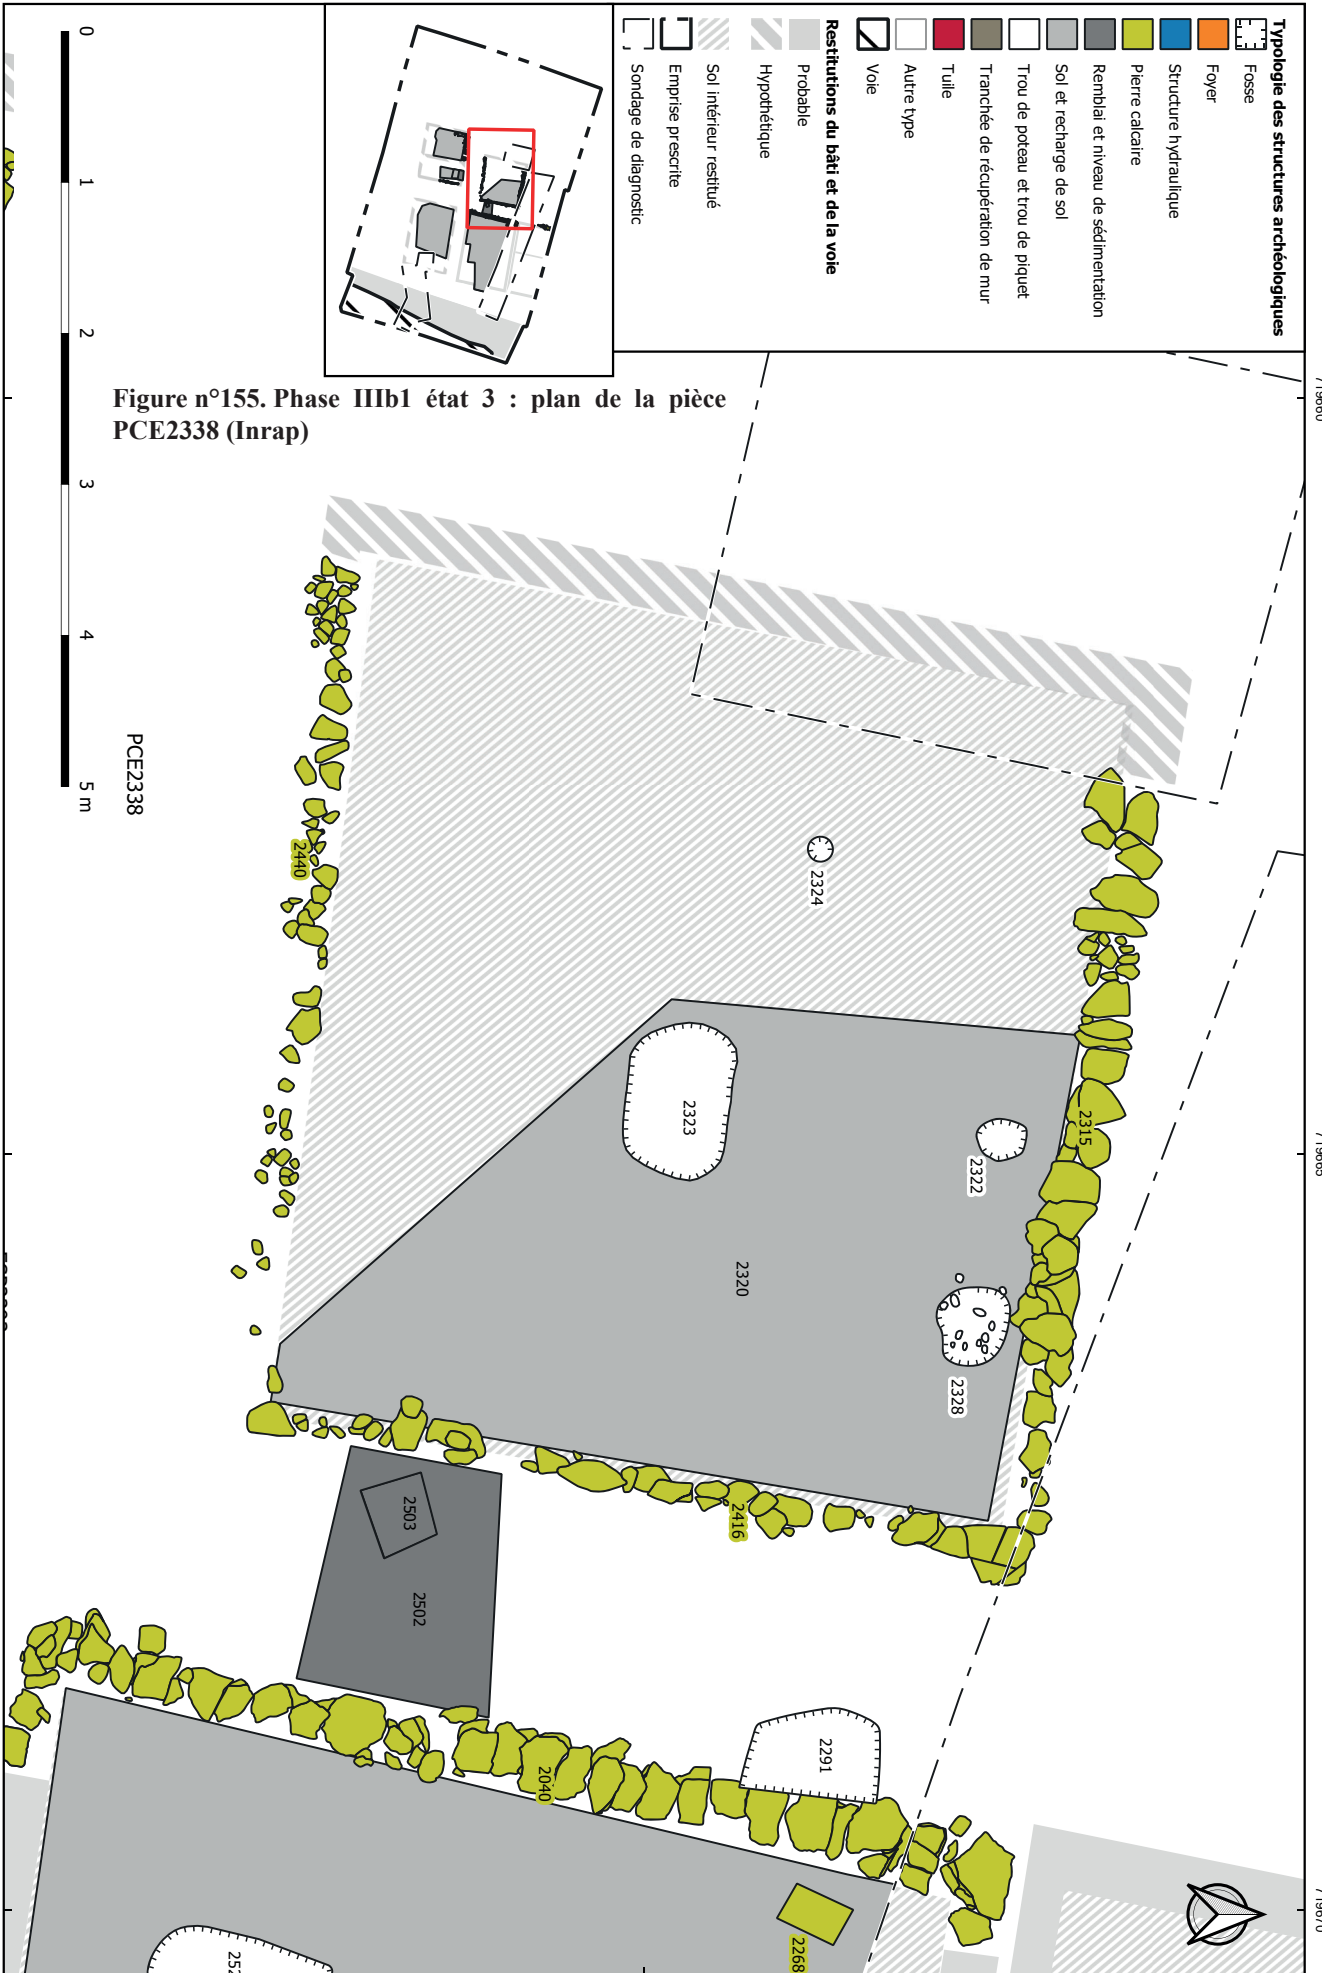 Typologie des structures archéologiques
Fosse
Foyer
Structure hydraulique
Pierre calcaire
Remblai et niveau de sédimentation
Sol et recharge de sol
Trou de poteau et trou de piquet
Tranchée de récupération de mur
Tuile
Autre type
Voie
Restitutions du bâti et de la voie
Probable
Hypothétique
Sol intérieur restitué
Emprise prescrite
Sondage de diagnostic
0
1
2
3
4
5 m
Figure n°155. Phase IIIb1 état 3 : plan de la pièce
PCE2338 (Inrap)
PCE2338
2440
2324
2323
2322
2315
2320
2328
2416
2503
2502
2291
2040
2268